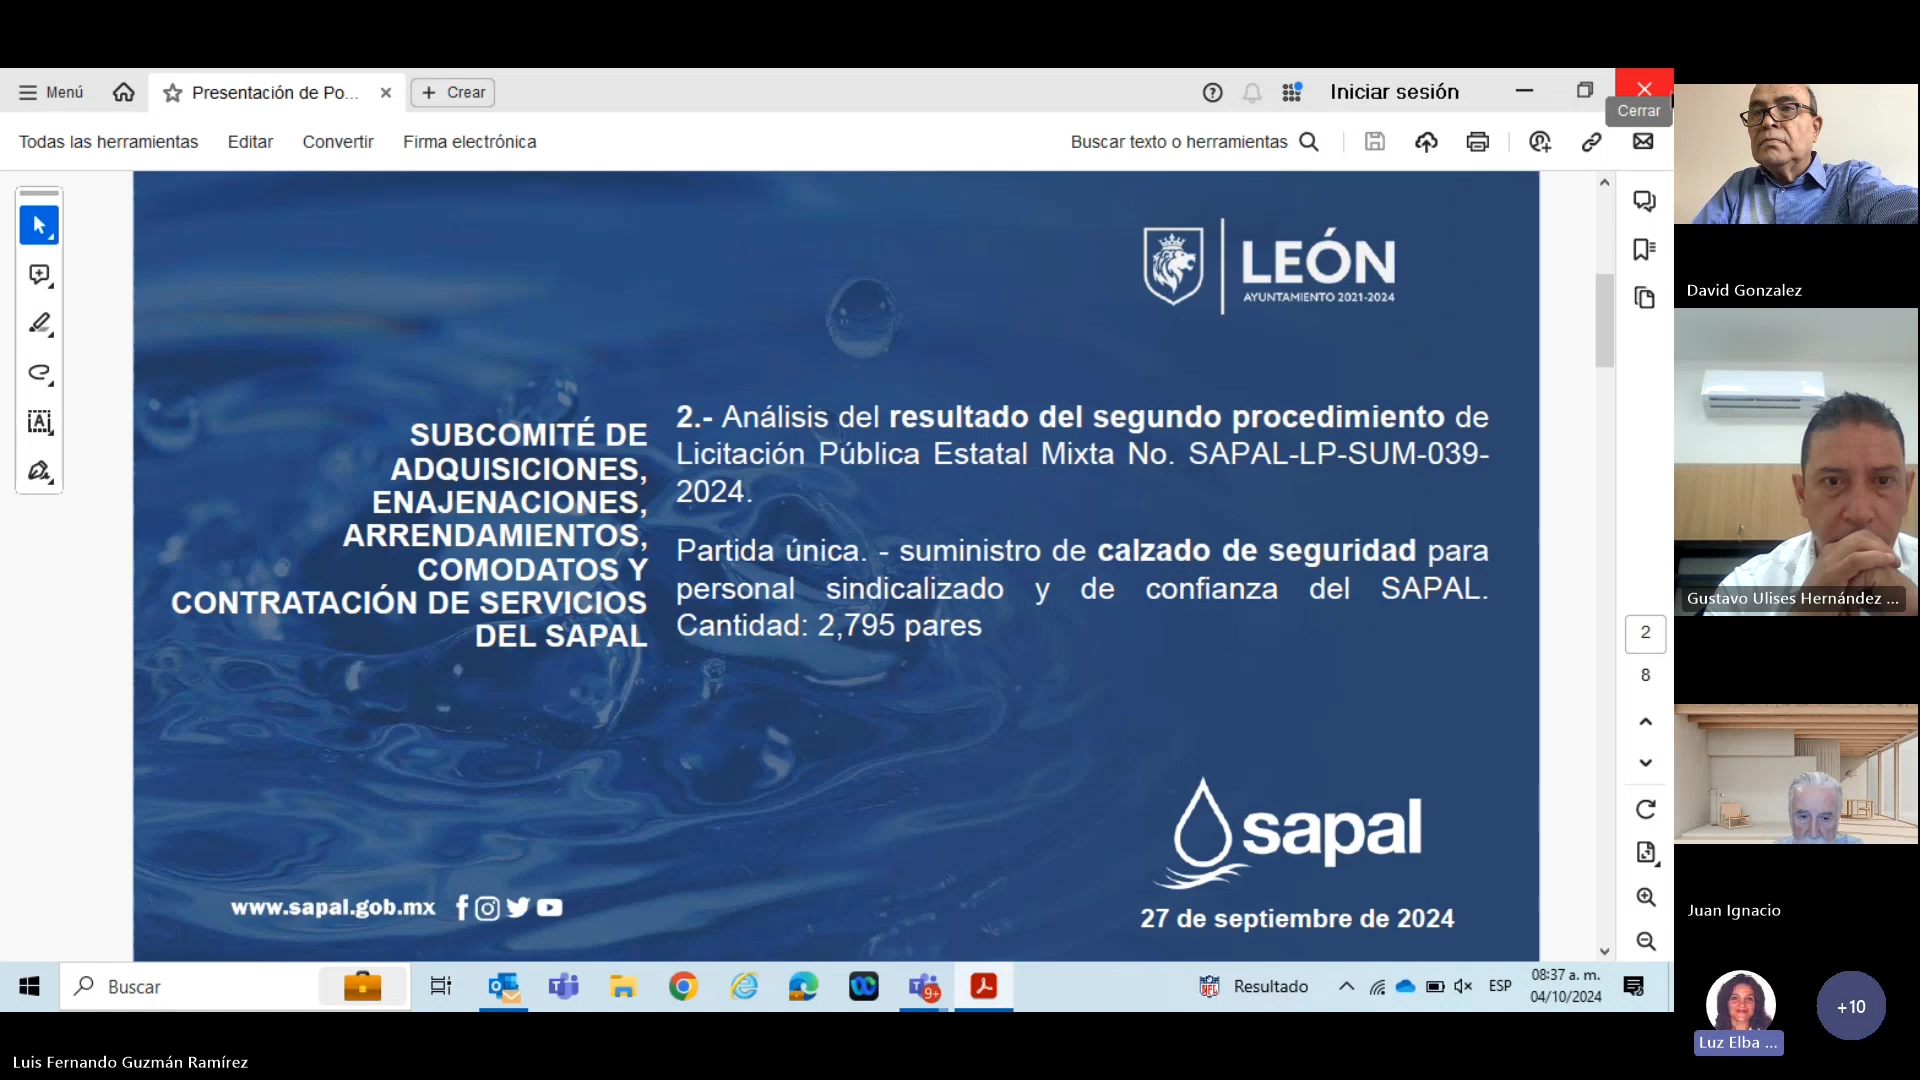 Menú
Presentación de Po...
Crear
Iniciar sesión
Cerrar
Todas las herramientas
Editar
Convertir
Firma electrónica
Buscar texto o herramientas
LEÓN
AYUNTAMIENTO 2021-2024
SUBCOMITÉ DE
ADQUISICIONES,
ENAJENACIONES,
ARRENDAMIENTOS,
COMODATOS Y
CONTRATACIÓN DE SERVICIOS
DEL SAPAL
2.- Análisis del resultado del segundo procedimiento de
Licitación Pública Estatal Mixta No. SAPAL-LP-SUM-039-
2024.
Partida única. - suministro de calzado de seguridad para
personal sindicalizado y de confianza del SAPAL.
Cantidad: 2,795 pares
sapal
27 de septiembre de 2024
www.sapal.gob.mx
2
8
David Gonzalez
Gustavo Ulises Hernández ...
Juan Ignacio
Luz Elba ...
+10
Buscar
9+
NFL
Resultado
ESP
08:37 a. m.
04/10/2024
Luis Fernando Guzmán Ramírez